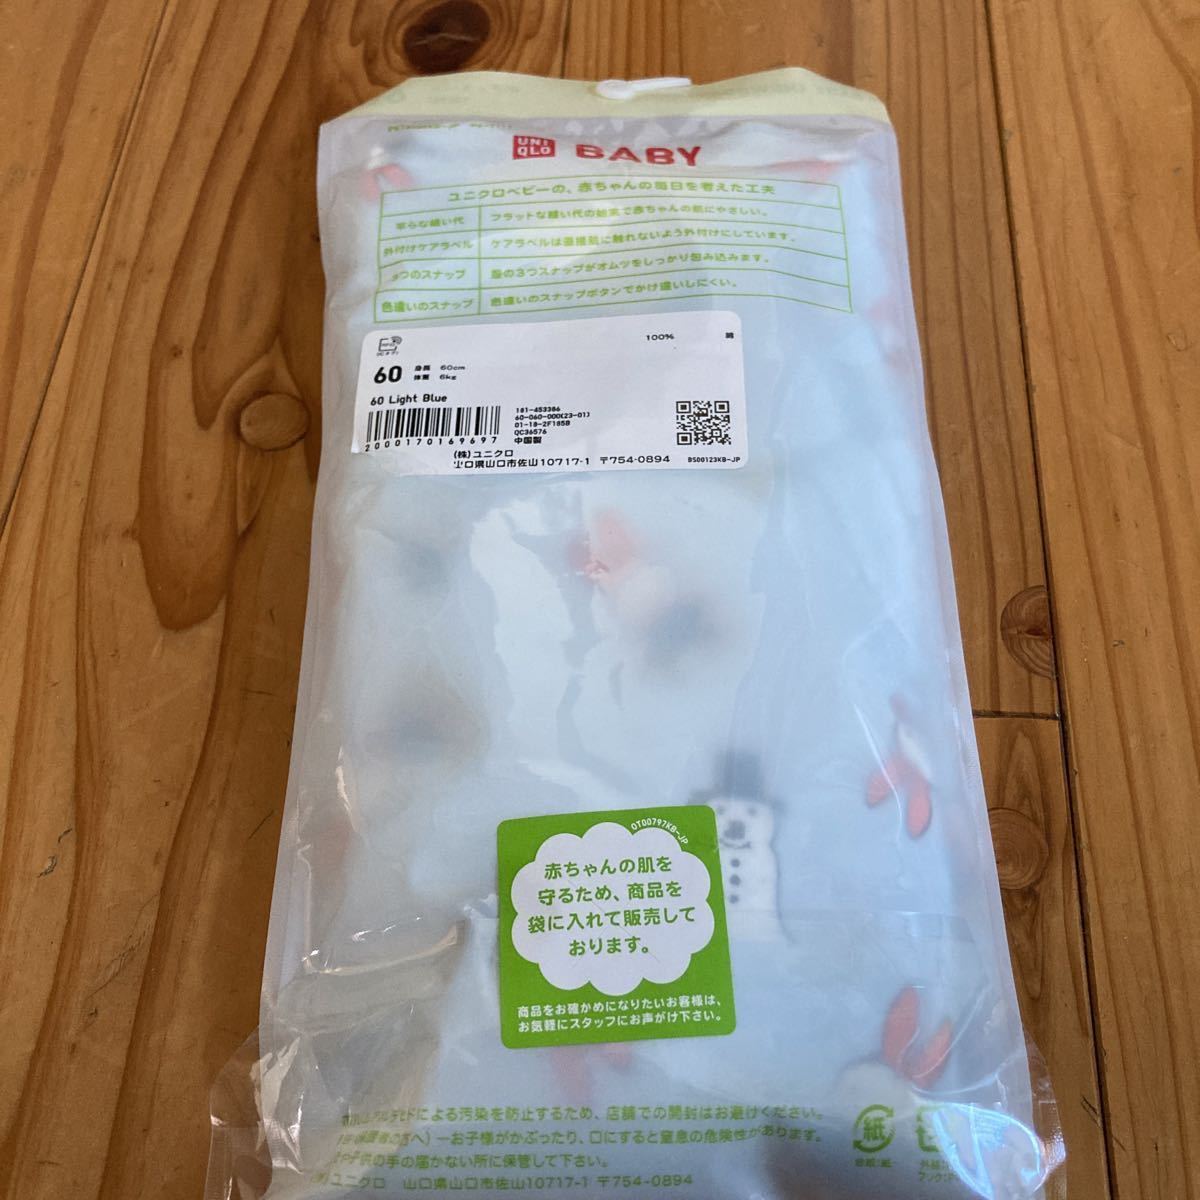 UNI
QLO
BABY
ユニクロベビーの、赤ちゃんの毎日を考えた工夫
平らな縫い代 フラットな縫い代の始末で赤ちゃんの肌にやさしい。
外付けケアラベル ケアラベルは直接肌に触れないよう外付けにしています。
3つのスナップ 股の3つスナップがオムツをしっかり包み込みます。
色違いのスナップ 色違いのスナップボタンでかけ違いしにくい。
100% 綿
60 身長 60cm
体重 6kg
60 Light Blue
2000170169697
181-453386
60-060-000(23-01)
01-18-2F185B
QC36576
中国製
(株)ユニクロ
山口県山口市佐山10717-1 〒754-0894
BS00123KB-JP
OT00797KB-JP
赤ちゃんの肌を
守るため、商品を
袋に入れて販売して
おります。
商品をお確かめになりたいお客様は、
お気軽にスタッフにお声がけ下さい。
ホルムアルデヒドによる汚染を防止するため、店舗での開封はお避けください。
一お子様がかぶったり、口にすると窒息の危険性があります。
の手の届かない所に保管して下さい。
ユニクロ 山口県山口市佐山10717-1 〒754-0894
紙